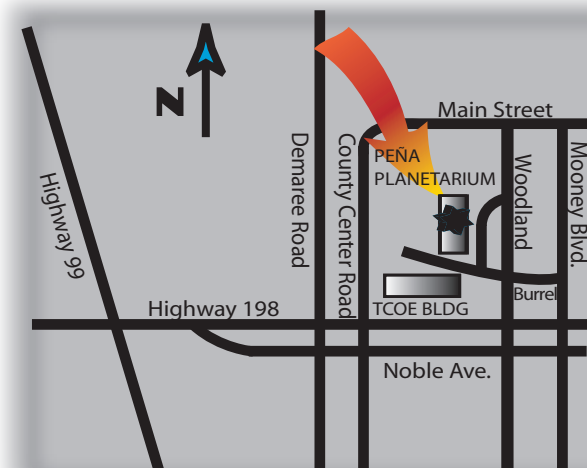 N
Main Street
PEÑA
PLANETARIUM
Demaree Road
County Center Road
Woodland
Mooney Blvd.
Highway 99
Burrel
TCOE BLDG
Highway 198
Noble Ave.